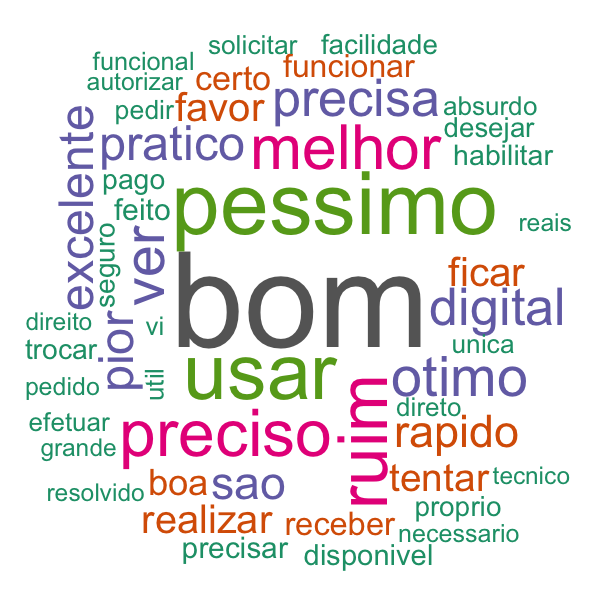 solicitar facilidade
funcional funcionar
autorizar certo
pedir favor precisa absurdo
desejar
excelente pratico melhor habilitar
pago pessimo
feito reais
seguro ver
bom ficar
digital
direito vi pior
trocar unica
usar otimo
pedido util
direto
efetuar preciso ruim rapido
grande
tentar tecnico
resolvido boa sao
proprio
realizar receber necessario
precisar disponivel